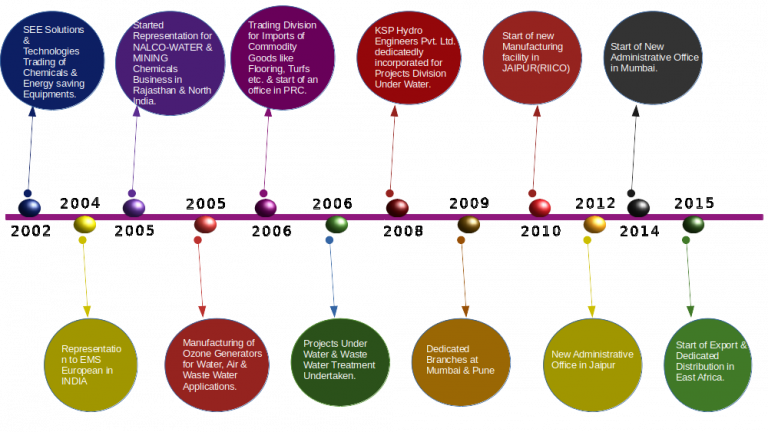 SEE Solutions
&
Technologies
Trading of
Chemicals &
Energy saving
Equipments.
Started
Representation for
NALCO-WATER &
MINING
Chemicals
Business in
Rajasthan & North
India.
Trading Division
for Imports of
Commodity
Goods like
Flooring, Turfs
etc. & start of an
office in PRC.
KSP Hydro
Engineers Pvt. Ltd.
dedicatedly
incorporated for
Projects Division
Under Water.
Start of new
Manufacturing
facility in
JAIPUR(RIICO)
Start of New
Administrative Office
in Mumbai.
2004
2005
2006
2009
2012
2015
2002
2005
2006
2008
2010
2014
Representatio
n to EMS
European in
INDIA
Manufacturing of
Ozone Generators
for Water, Air &
Waste Water
Applications.
Projects Under
Water & Waste
Water Treatment
Undertaken.
Dedicated
Branches at
Mumbai & Pune
New Administrative
Office in Jaipur
Start of Export &
Dedicated
Distribution in
East Africa.